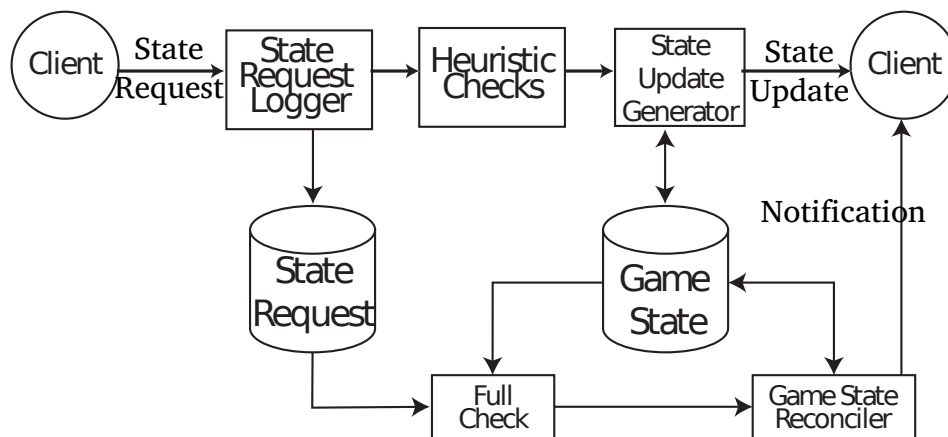 Client
State
Request
State
Request
Logger
Heuristic
Checks
State
Update
Generator
State
Update
Client
Notification
State
Request
Game
State
Full
Check
Game State
Reconciler